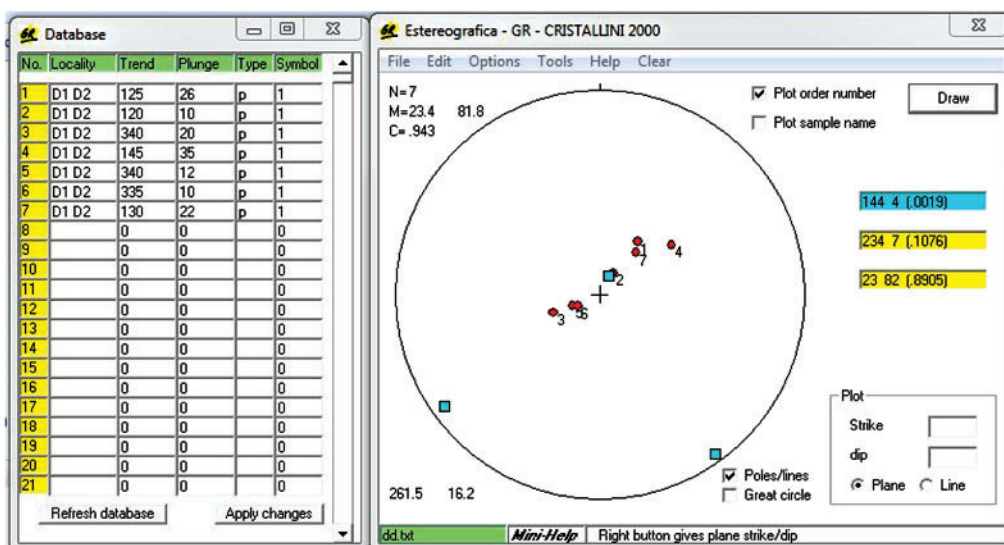 Database
No. Locality Trend Plunge Type Symbol
1 D1 D2 125 26 p 1
2 D1 D2 120 10 p 1
3 D1 D2 340 20 p 1
4 D1 D2 145 35 p 1
5 D1 D2 340 12 p 1
6 D1 D2 335 10 p 1
7 D1 D2 130 22 p 1
8 0 0 0
9 0 0 0
10 0 0 0
11 0 0 0
12 0 0 0
13 0 0 0
14 0 0 0
15 0 0 0
16 0 0 0
17 0 0 0
18 0 0 0
19 0 0 0
20 0 0 0
21 0 0 0
Refresh database Apply changes
Estereografica - GR - CRISTALLINI 2000
File Edit Options Tools Help Clear
N=7
M=23.4 81.8
C= .943
Plot order number
Plot sample name
Draw
144 4 (.0019)
234 7 (.1076)
23 82 (.8905)
1
7
4
2
3
5
6
Plot
Strike
dip
Plane Line
Poles/lines
Great circle
261.5 16.2
dd.txt Mini-Help Right button gives plane strike/dip